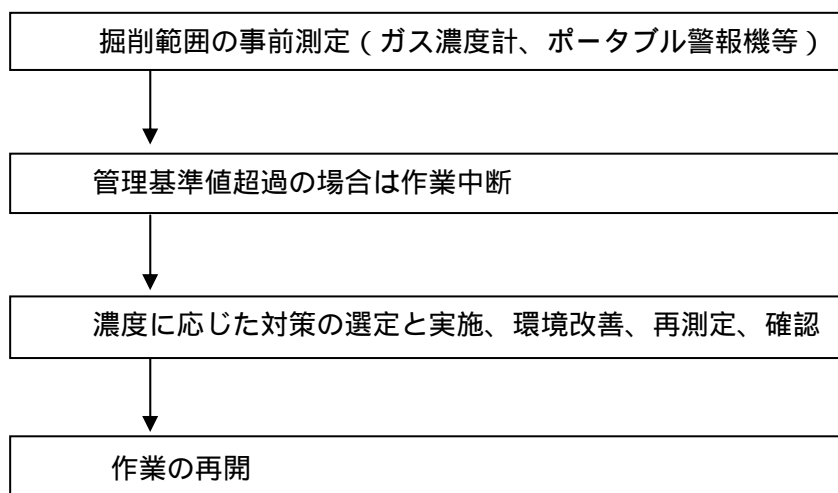 掘削範囲の事前測定（ガス濃度計、ポータブル警報機等）
管理基準値超過の場合は作業中断
濃度に応じた対策の選定と実施、環境改善、再測定、確認
作業の再開